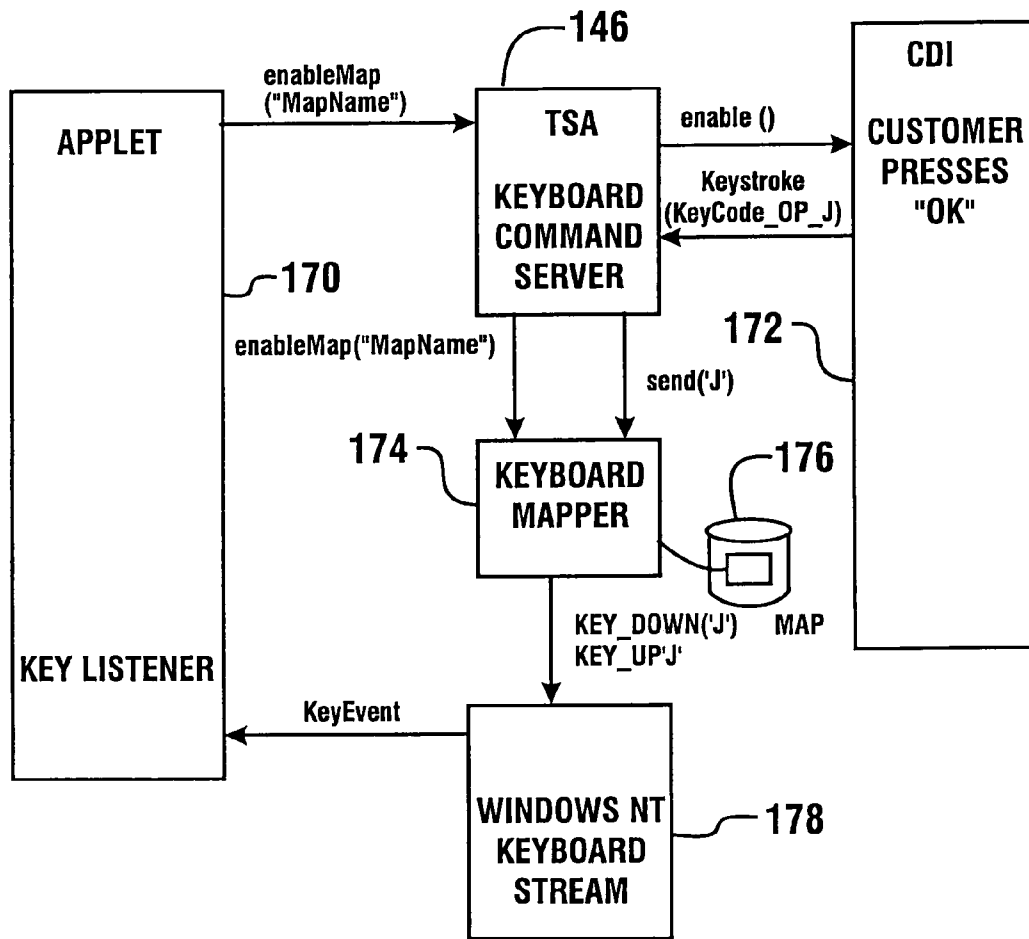 146
enableMap
("MapName")
APPLET
TSA
KEYBOARD
COMMAND
SERVER
enable ()
Keystroke
(KeyCode_OP_J)
CDI
CUSTOMER
PRESSES
"OK"
170
172
enableMap("MapName")
send('J')
174
KEYBOARD
MAPPER
176
MAP
KEY_DOWN('J')
KEY_UP'J'
KEY LISTENER
KeyEvent
WINDOWS NT
KEYBOARD
STREAM
178